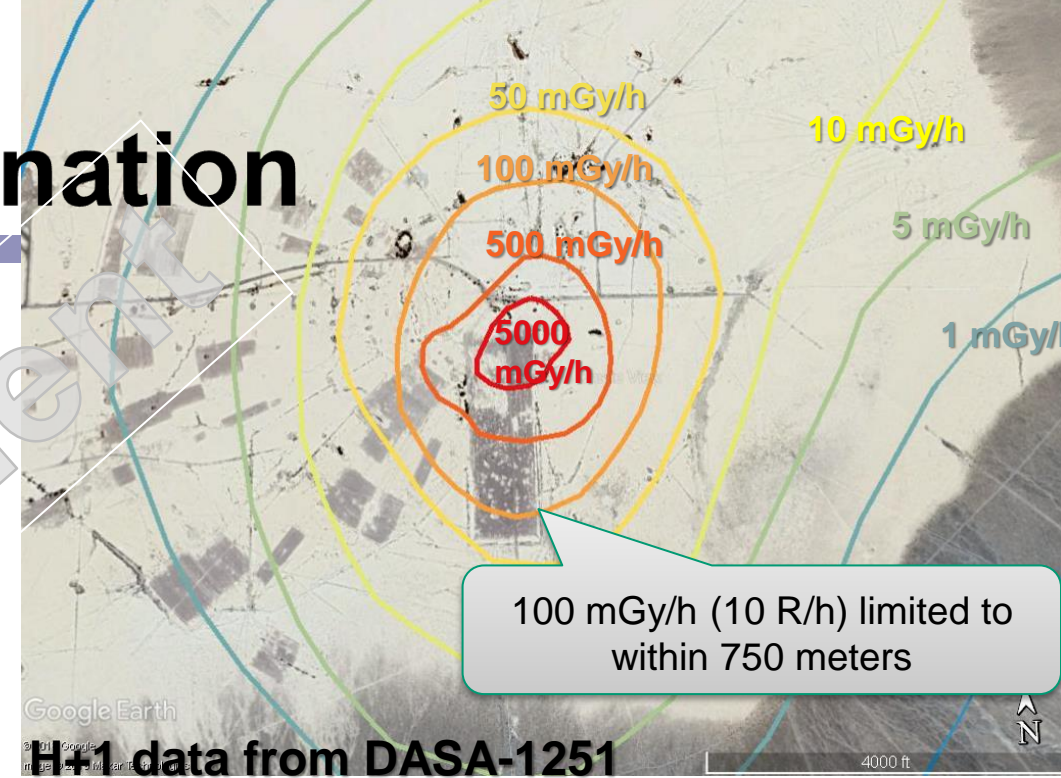 nation
50 mGy/h
10 mGy/h
100 mGy/h
5 mGy/h
500 mGy/h
1 mGy/
5000
mGy/h
100 mGy/h (10 R/h) limited to
within 750 meters
Google Earth
N
H+1 data from DASA-1251
4000 ft